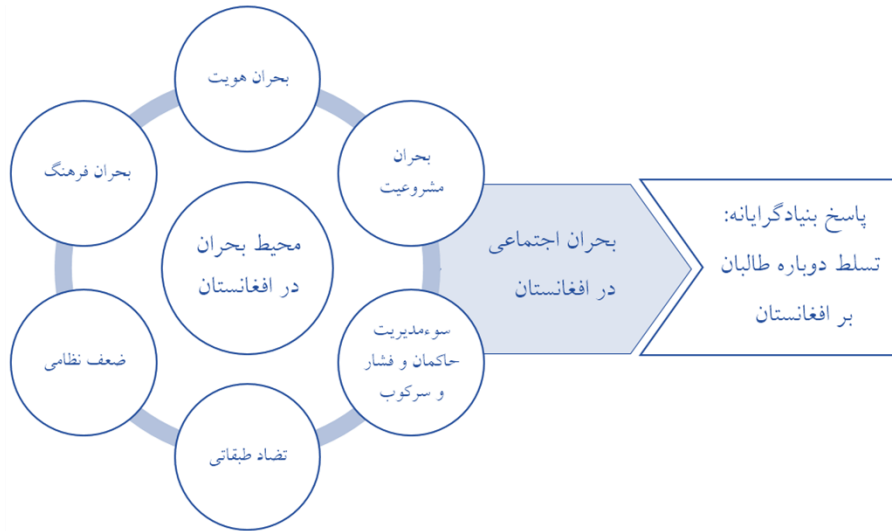 بحران هویت
بحران
مشروعیت
سوءمدیریت
حاکمان و فشار
و سرکوب
تضاد طبقاتی
ضعف نظامی
بحران فرهنگ
محیط بحران
در افغانستان
بحران اجتماعی
در افغانستان
پاسخ بنیادگرایانه:
تسلط دوباره طالبان
بر افغانستان